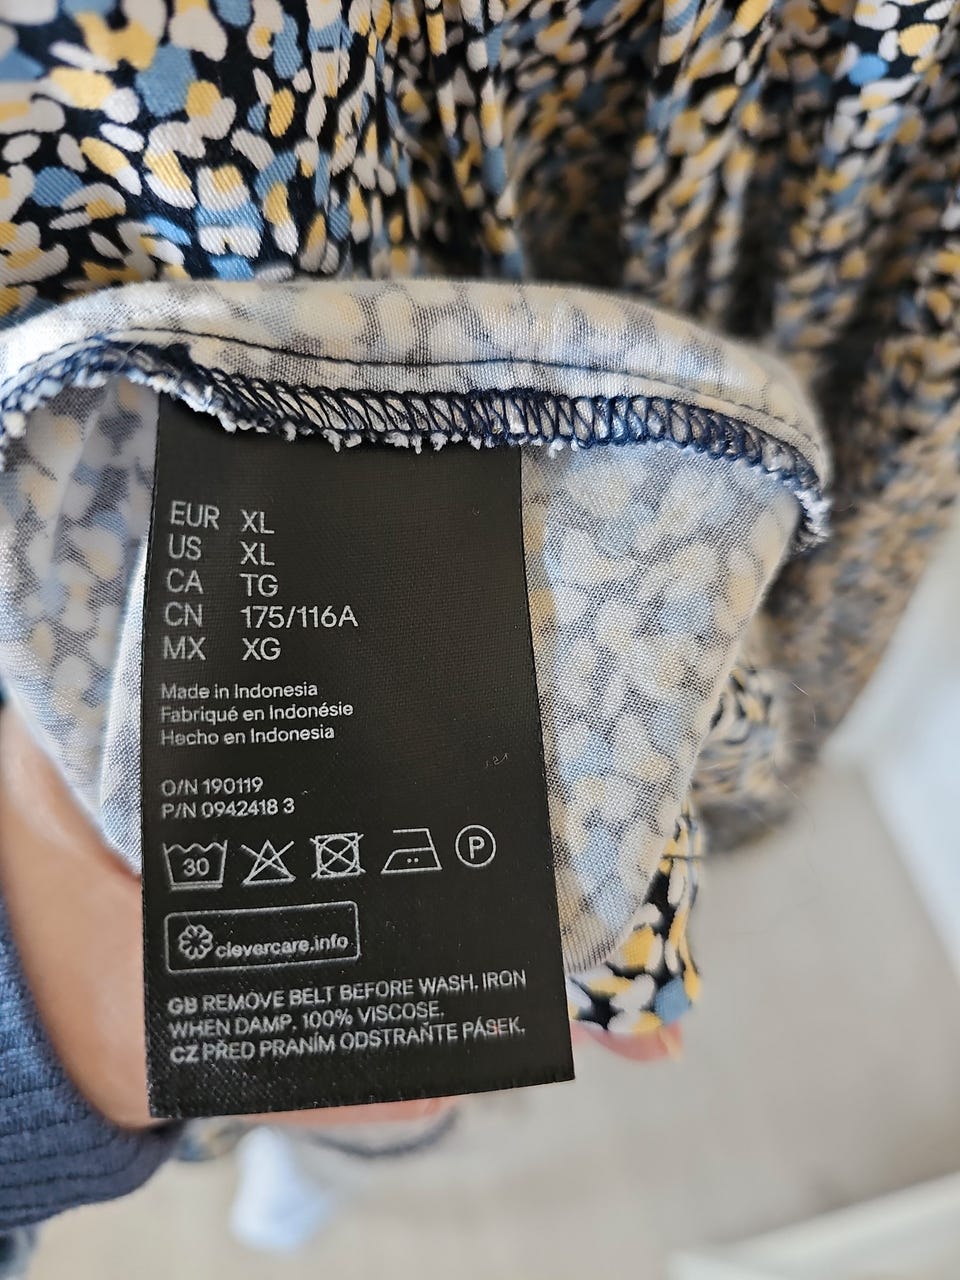 EUR XL
US XL
CA TG
CN 175/116A
MX XG
Made in Indonesia
Fabriqué en Indonésie
Hecho en Indonesia
O/N 190119
P/N 0942418 3
30 P
clevercare.info
GB REMOVE BELT BEFORE WASH. IRON
WHEN DAMP. 100% VISCOSE.
CZ PŘED PRANÍM ODSTRAŇTE PÁSEK.